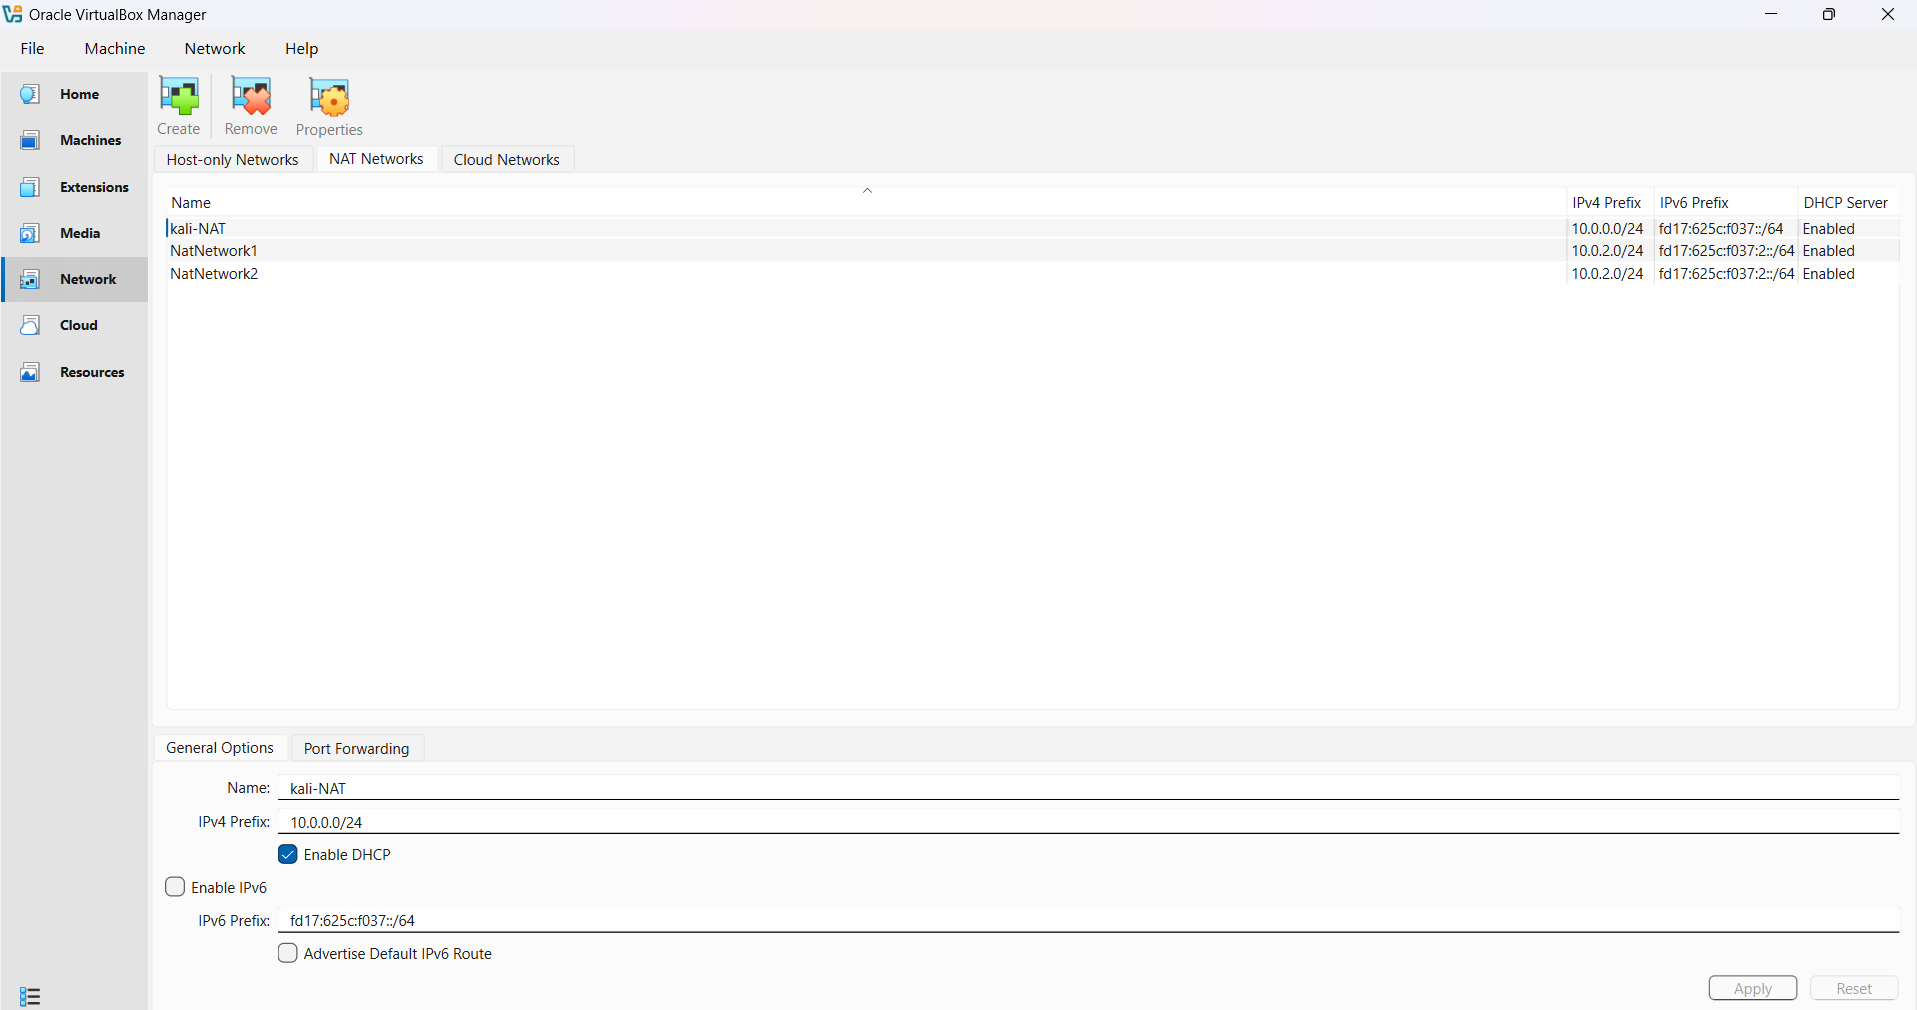 Oracle VirtualBox Manager
File Machine Network Help
Home
Machines
Extensions
Media
Network
Cloud
Resources
Create Remove Properties
Host-only Networks NAT Networks Cloud Networks
Name IPv4 Prefix IPv6 Prefix DHCP Server
kali-NAT 10.0.0.0/24 fd17:625c:f037::/64 Enabled
NatNetwork1 10.0.2.0/24 fd17:625c:f037:2::/64 Enabled
NatNetwork2 10.0.2.0/24 fd17:625c:f037:2::/64 Enabled
General Options Port Forwarding
Name: kali-NAT
IPv4 Prefix: 10.0.0.0/24
Enable DHCP
Enable IPv6
IPv6 Prefix: fd17:625c:f037::/64
Advertise Default IPv6 Route
Apply Reset